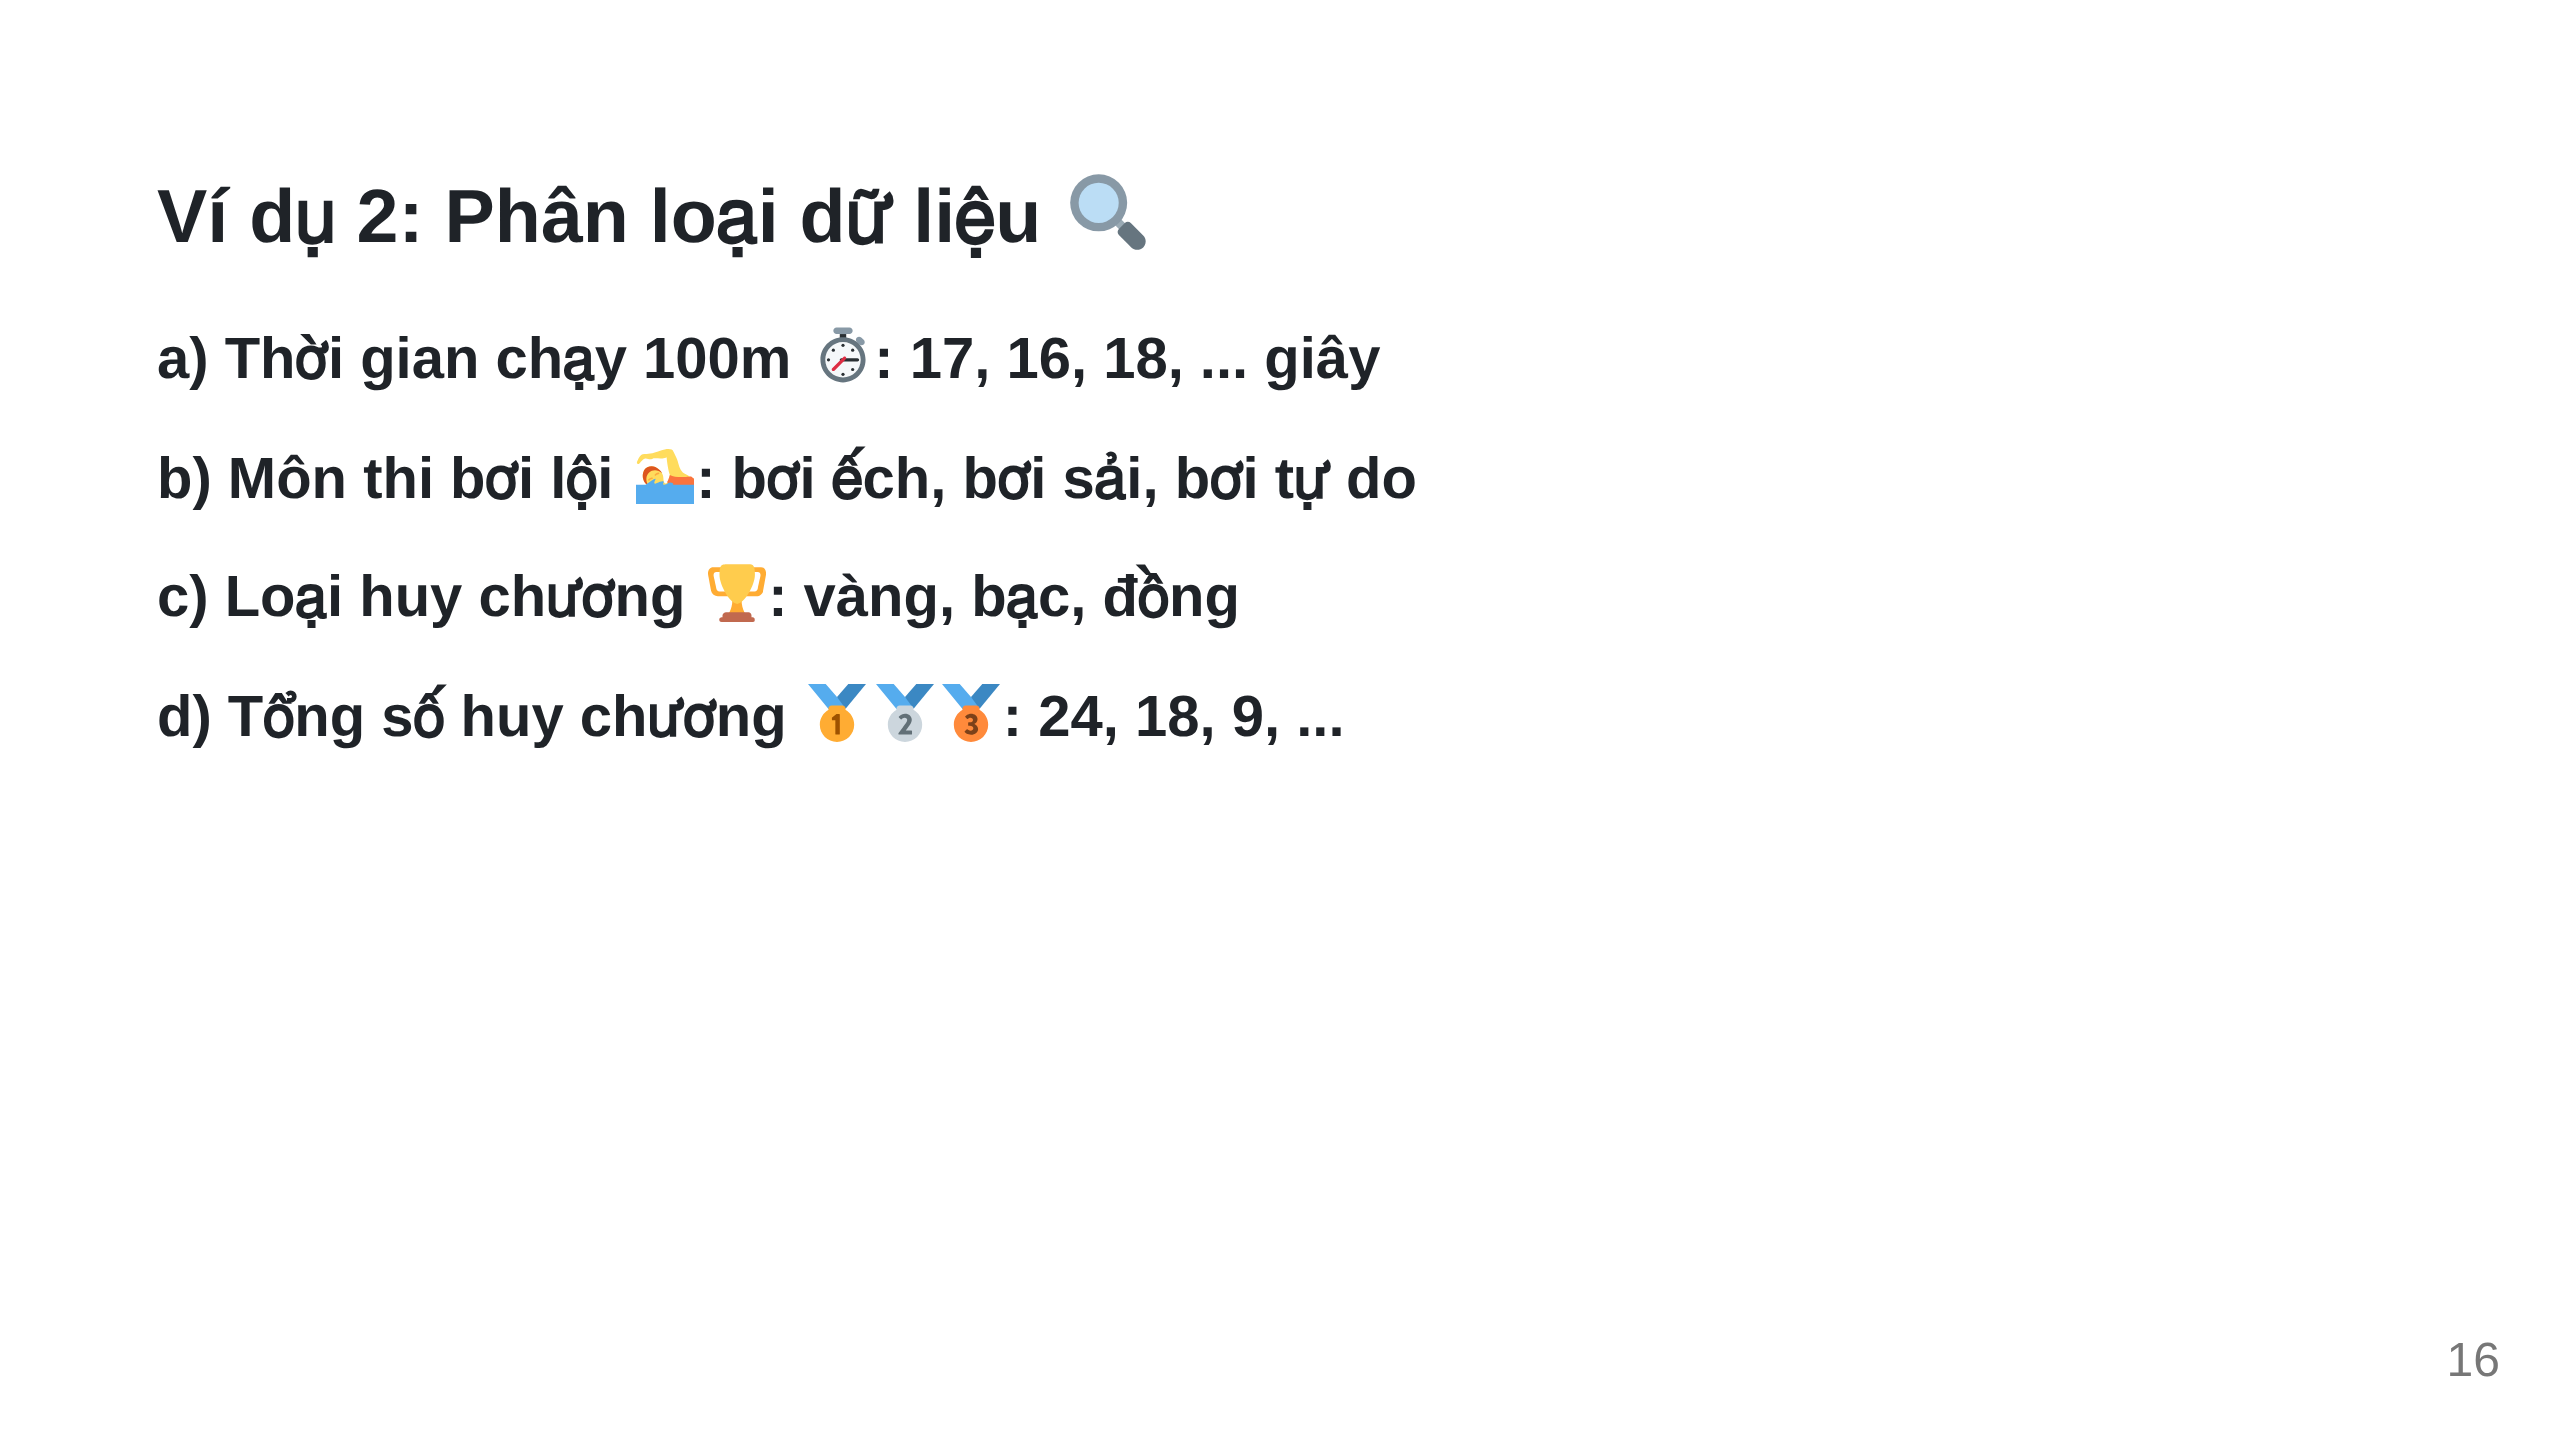 Ví dụ 2: Phân loại dữ liệu 🔍
a) Thời gian chạy 100m ⏱️: 17, 16, 18, ... giây
b) Môn thi bơi lội 🏊: bơi ếch, bơi sải, bơi tự do
c) Loại huy chương 🏆: vàng, bạc, đồng
d) Tổng số huy chương 🥇🥈🥉: 24, 18, 9, ...
16